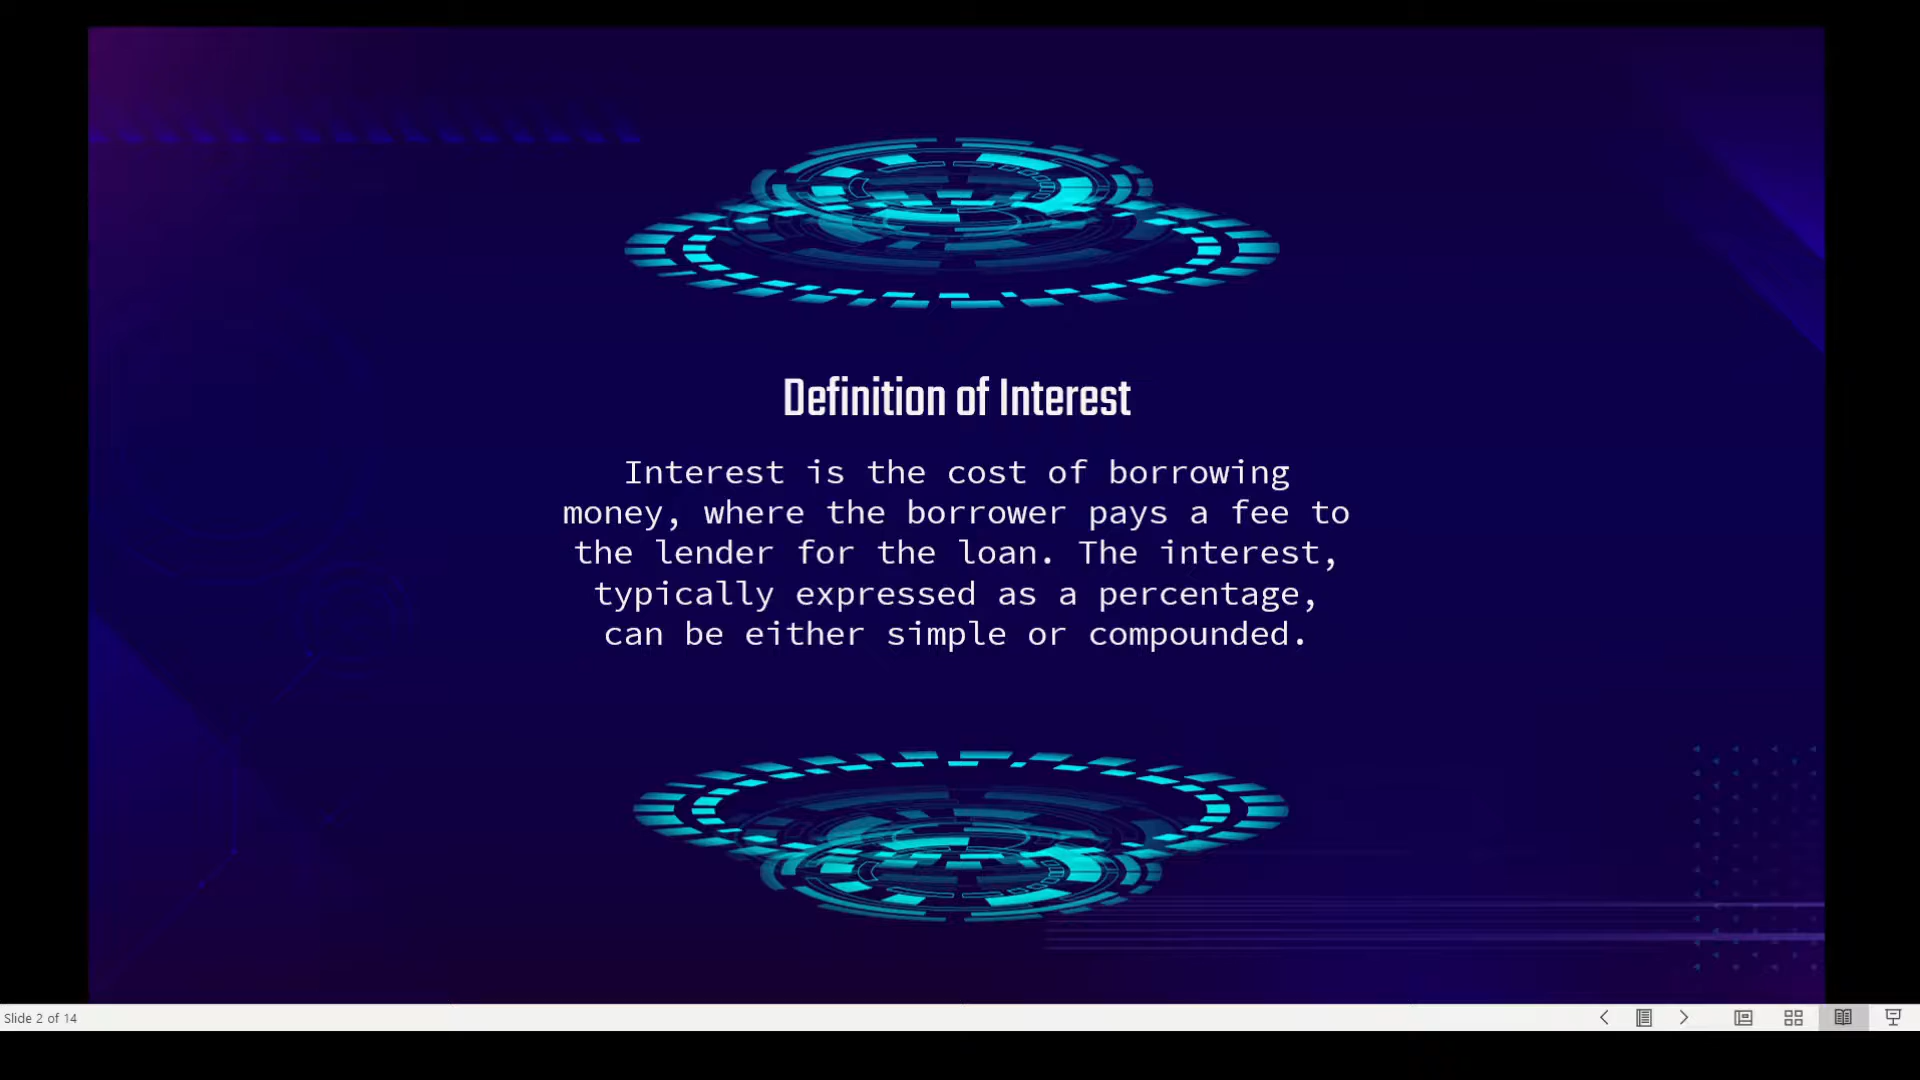 Definition of Interest
Interest is the cost of borrowing
money, where the borrower pays a fee to
the lender for the loan. The interest,
typically expressed as a percentage,
can be either simple or compounded.
Slide 2 of 14